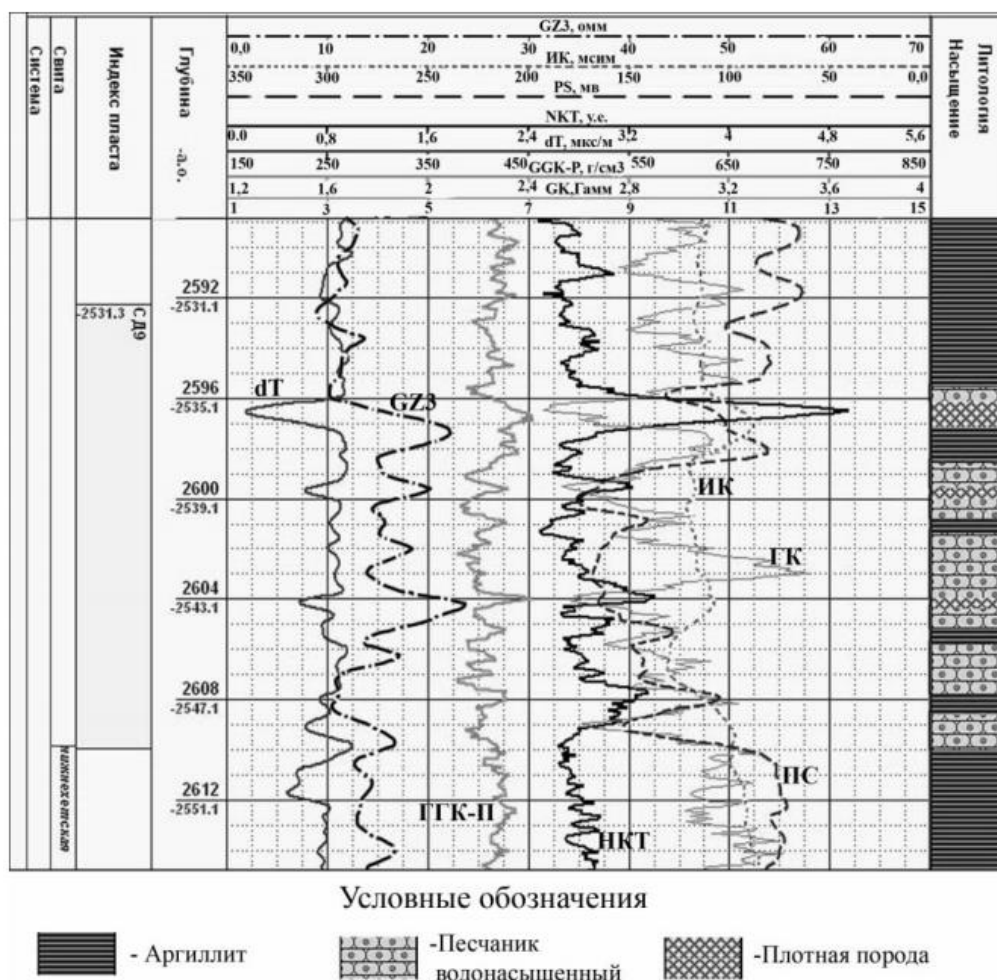 GZ3, омм
0,0 10 20 30 40 50 60 70
ИК, мсим
350 300 250 200 150 100 50 0,0
PS, мв
NKT, у.е.
0.0 0,8 1,6 2,4 3,2 4 4,8 5,6
dT, мкс/м
150 250 350 450 550 650 750 850
GGK-P, г/см3
1,2 1,6 2 2,4 2,8 3,2 3,6 4
GK,Гамм
1 3 5 7 9 11 13 15
Система
Свита
Индекс пласта
Глубина
-а.о.
Литология
Насыщение
2592
-2531.1
-2531.3
СД9
2596
-2535.1
dT
GZ3
2600
-2539.1
ИК
ГК
2604
-2543.1
2608
-2547.1
ПС
2612
-2551.1
ГГК-П
НКТ
нижнехетская
Условные обозначения
- Аргиллит
-Песчаник
водонасыщенный
-Плотная порода